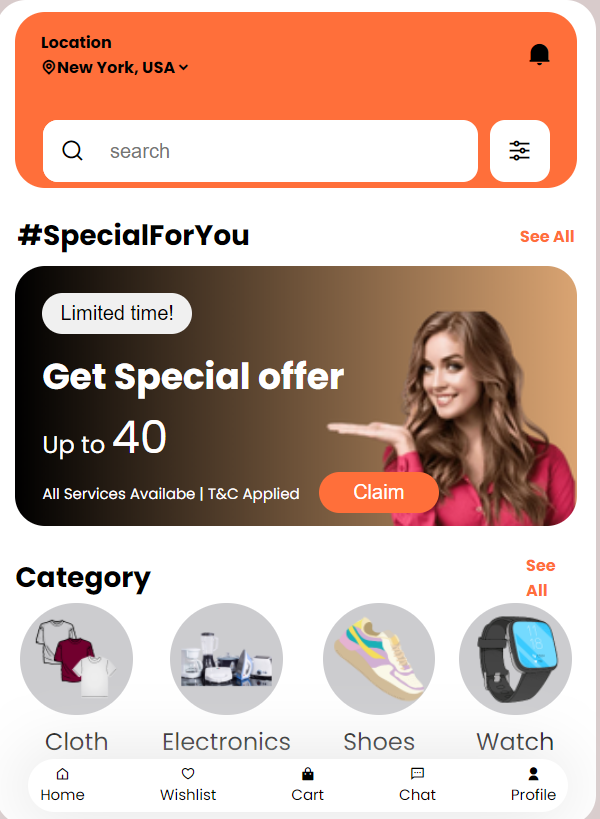 Location
New York, USA
search
#SpecialForYou See All
Limited time!
Get Special offer
Up to 40
All Services Availabe | T&C Applied Claim
Category See All
Cloth Electronics Shoes Watch
Home Wishlist Cart Chat Profile